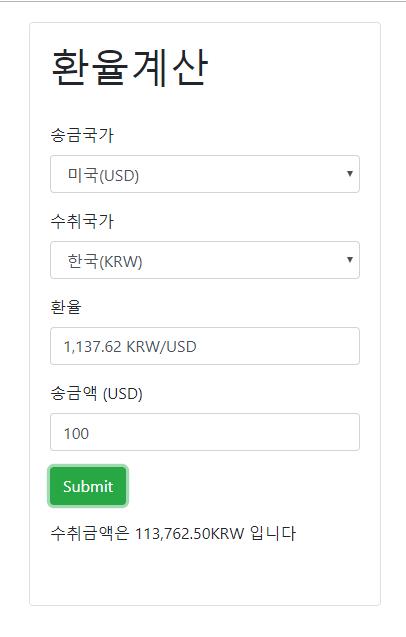 환율계산
송금국가
미국(USD)
수취국가
한국(KRW)
환율
1,137.62 KRW/USD
송금액 (USD)
100
Submit
수취금액은 113,762.50KRW 입니다